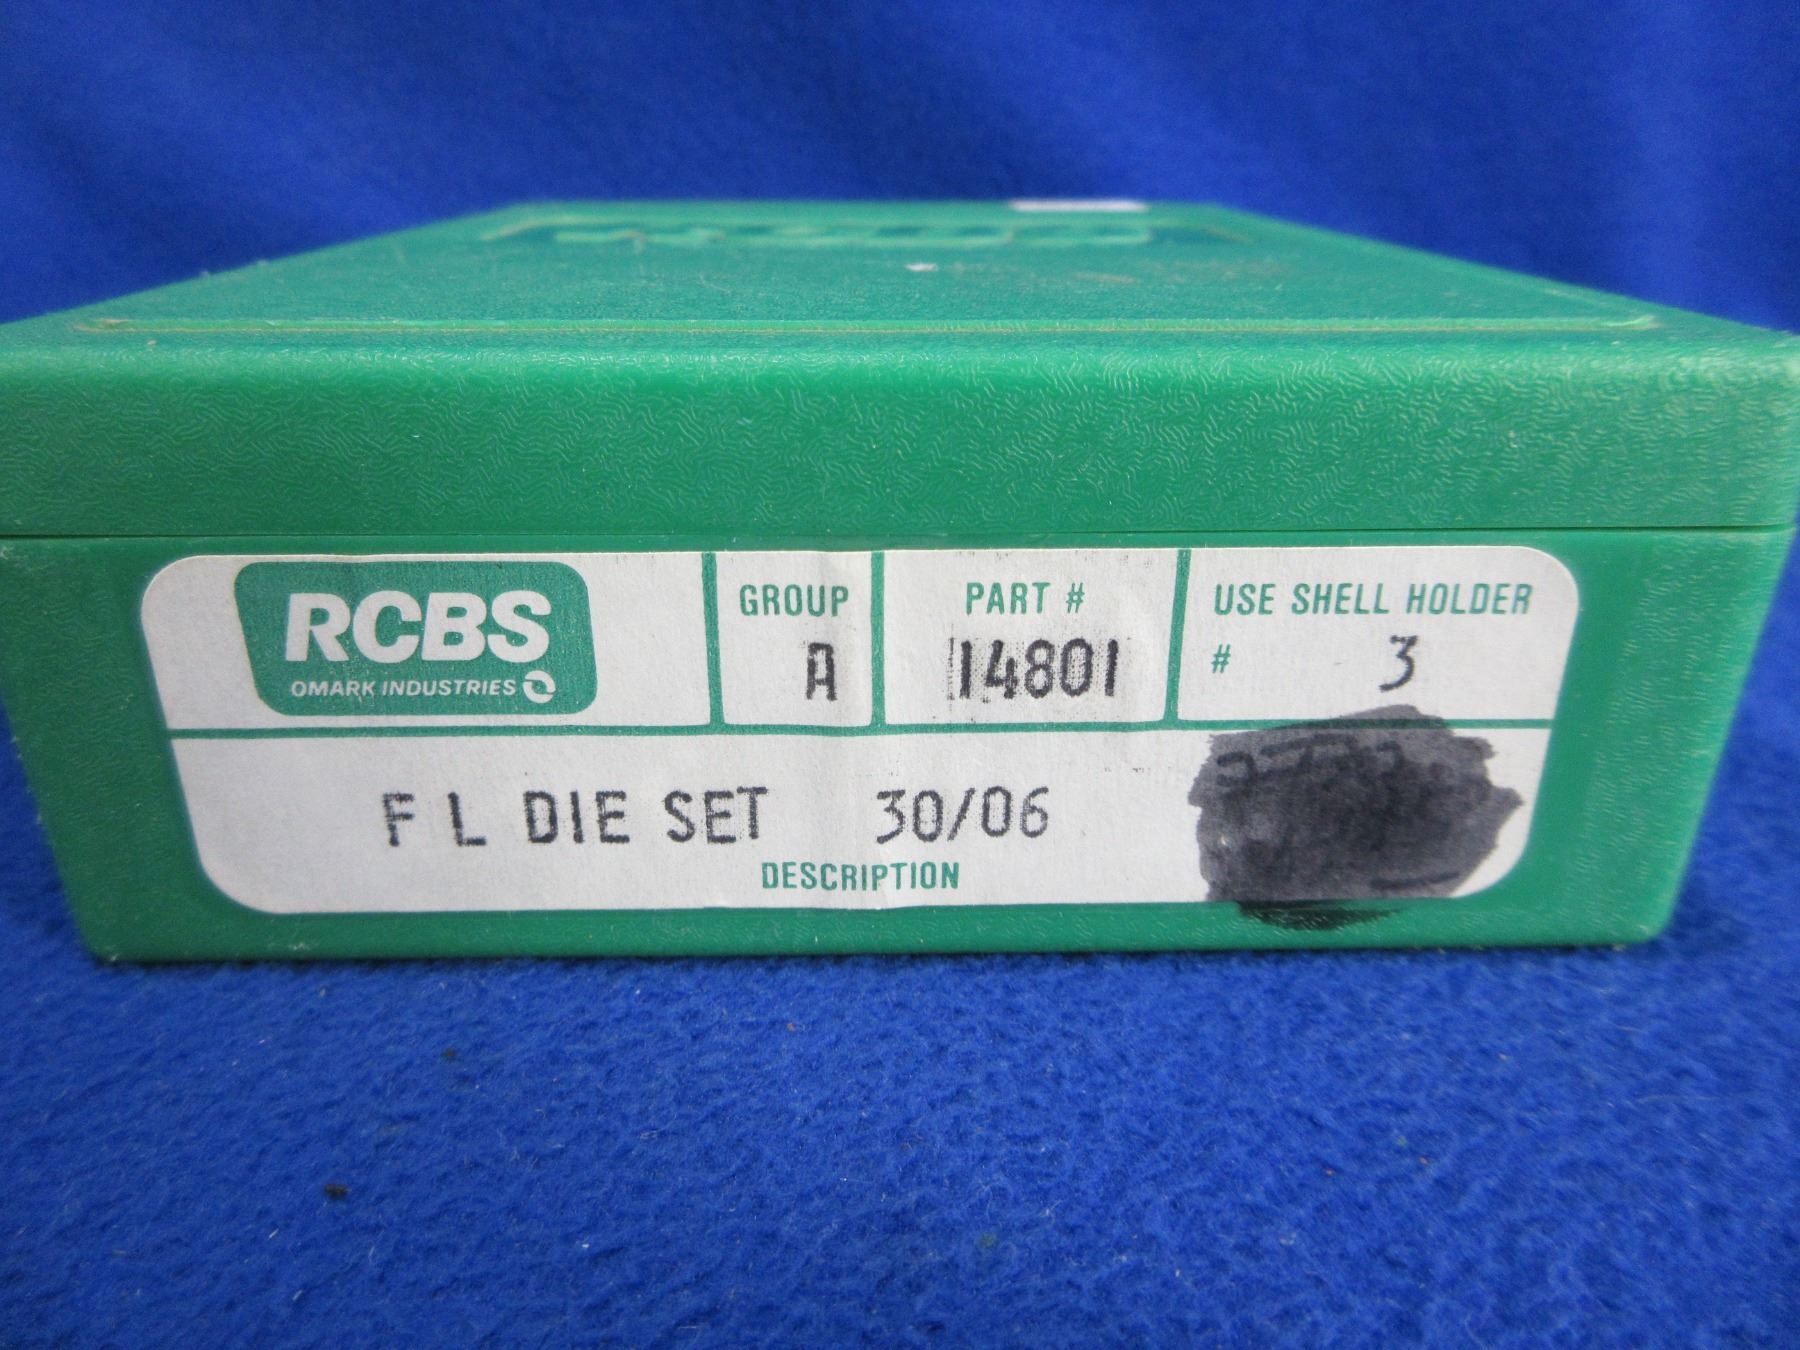 RCBS
OMARK INDUSTRIES
GROUP
A
PART #
14801
USE SHELL HOLDER
# 3
F L DIE SET 30/06
DESCRIPTION